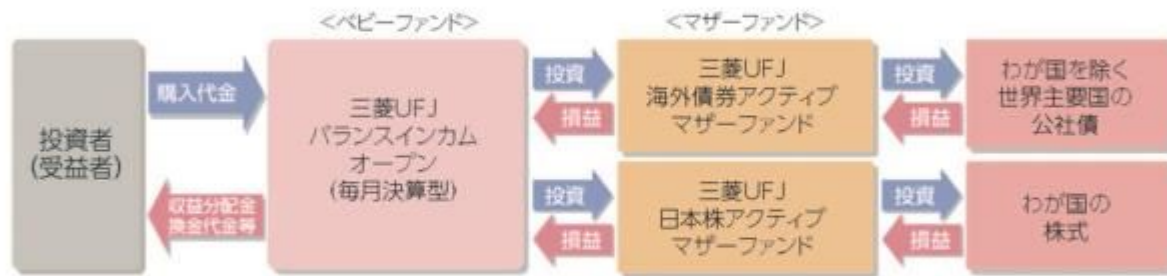 <ベビーファンド>
<マザーファンド>
投資者
(受益者)
購入代金
収益分配金
換金代金等
三菱UFJ
バランスインカム
オープン
(毎月決算型)
投資
損益
三菱UFJ
海外債券アクティブ
マザーファンド
投資
損益
わが国を除く
世界主要国の
公社債
投資
損益
三菱UFJ
日本株アクティブ
マザーファンド
投資
損益
わが国の
株式